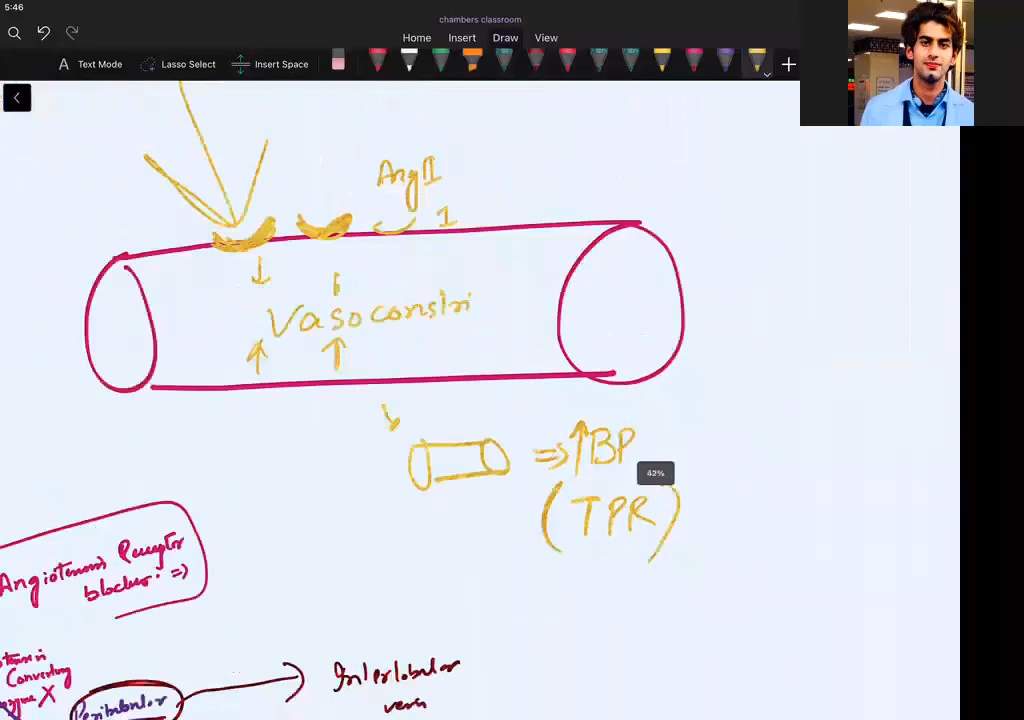 5:46
chambers classroom
Home Insert Draw View
Text Mode Lasso Select Insert Space
Ang II
1
Vasoconstri
⇒ ↑ BP
42%
(TPR)
Angiotensin Receptor
blocker ⇒
Converting
X
Peritubular
Interlobular
vein